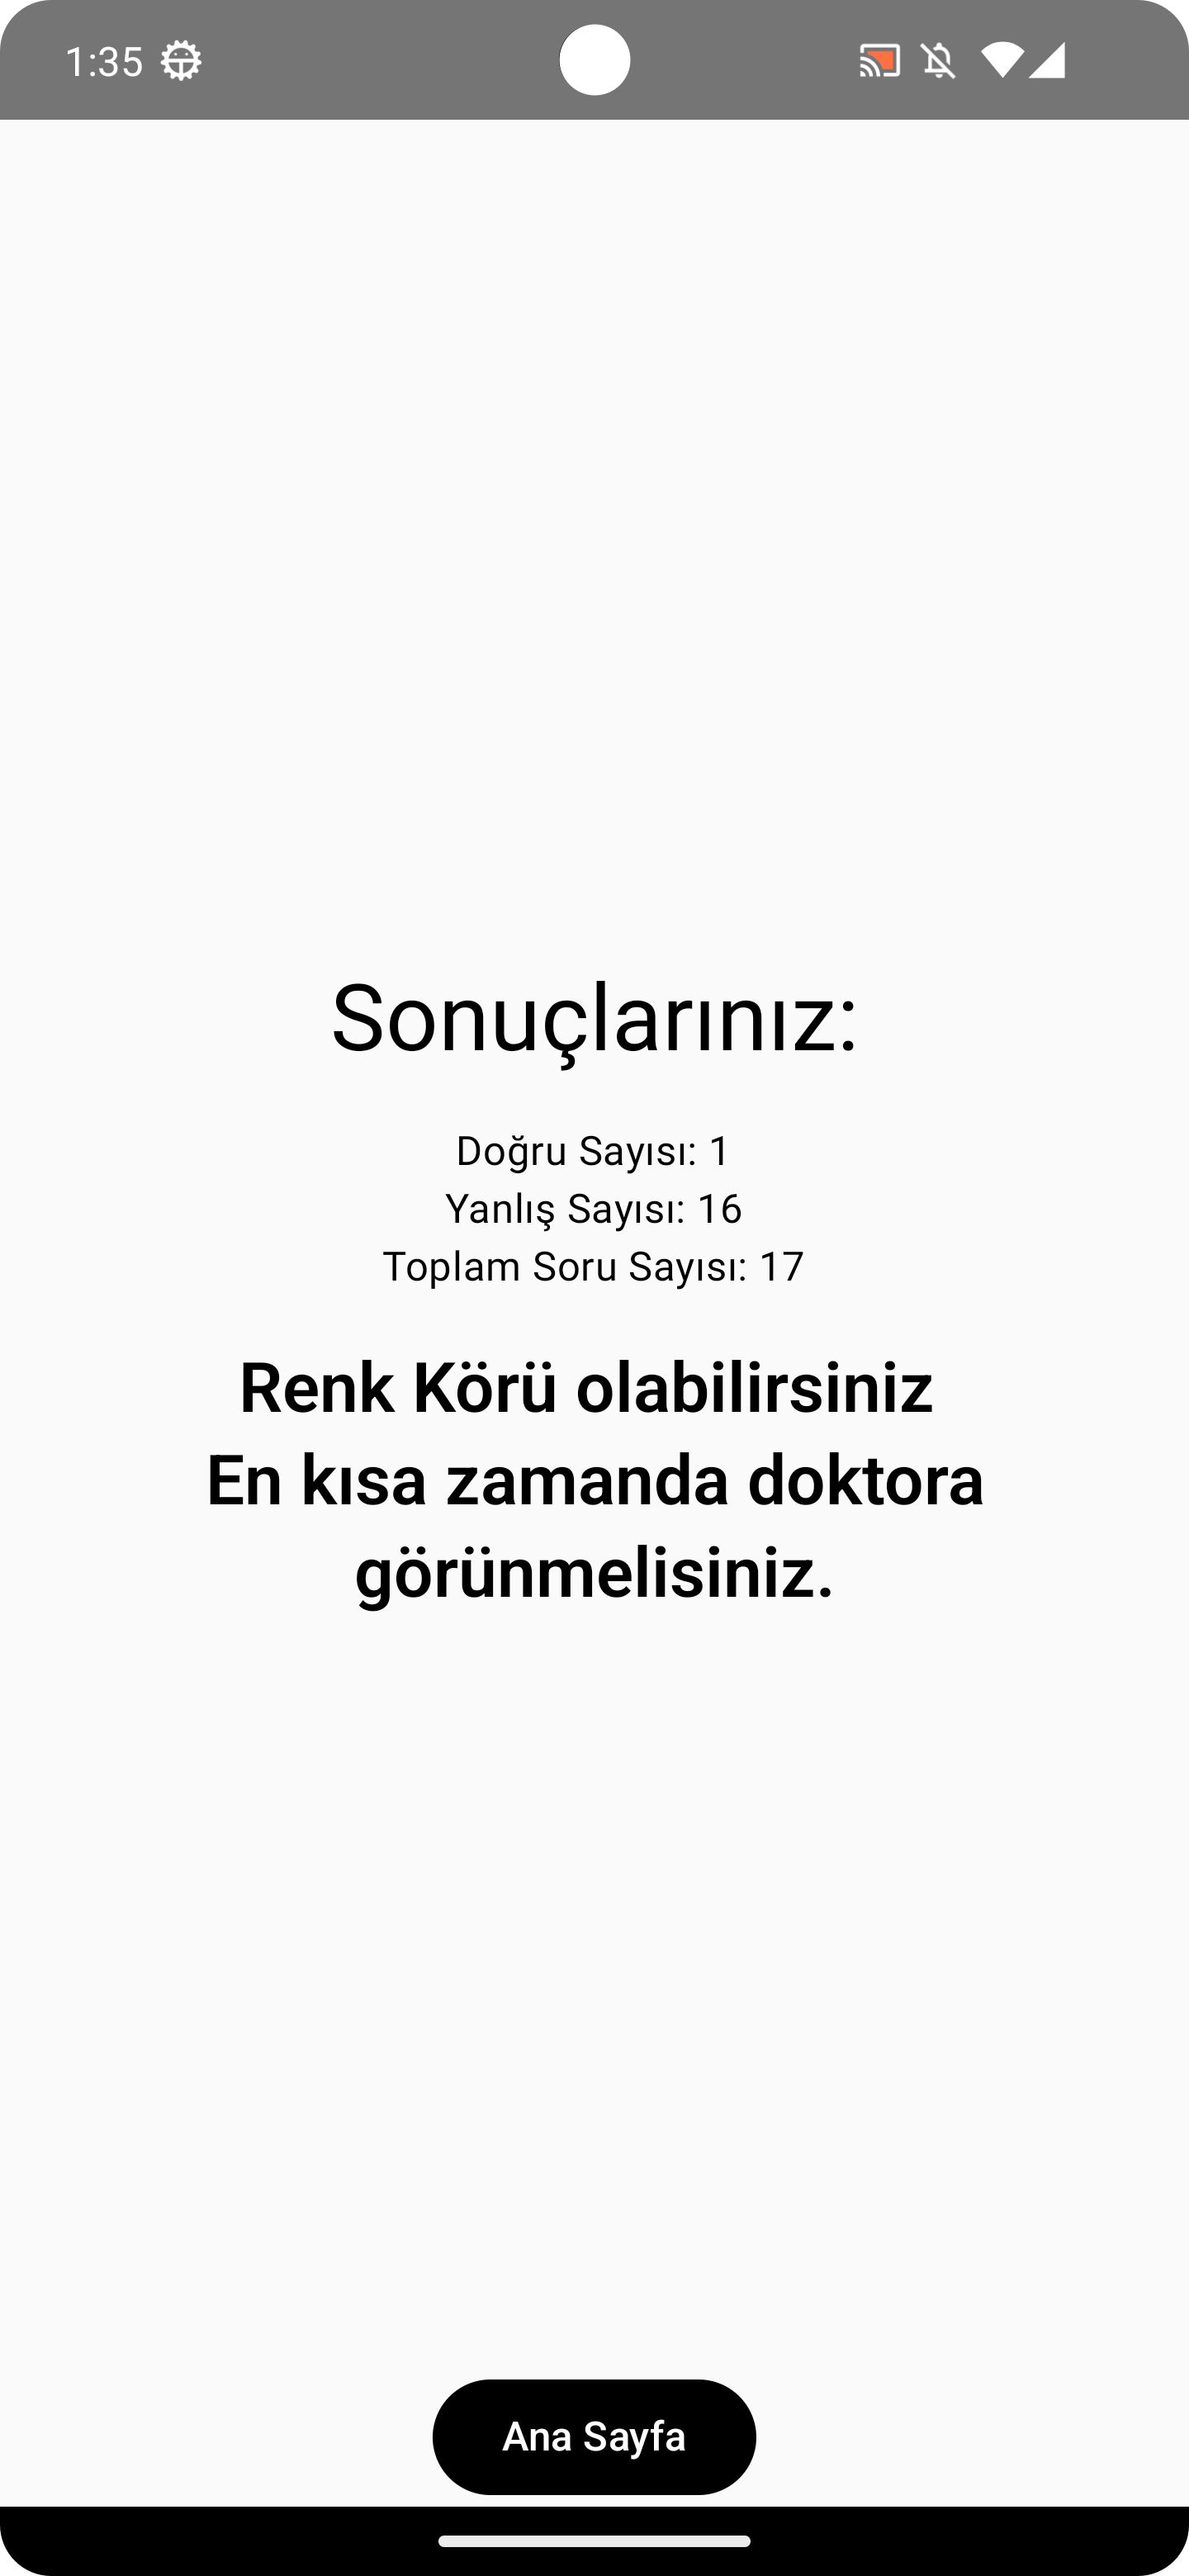 1:35
Sonuçlarınız:
Doğru Sayısı: 1
Yanlış Sayısı: 16
Toplam Soru Sayısı: 17
Renk Körü olabilirsiniz
En kısa zamanda doktora
görünmelisiniz.
Ana Sayfa